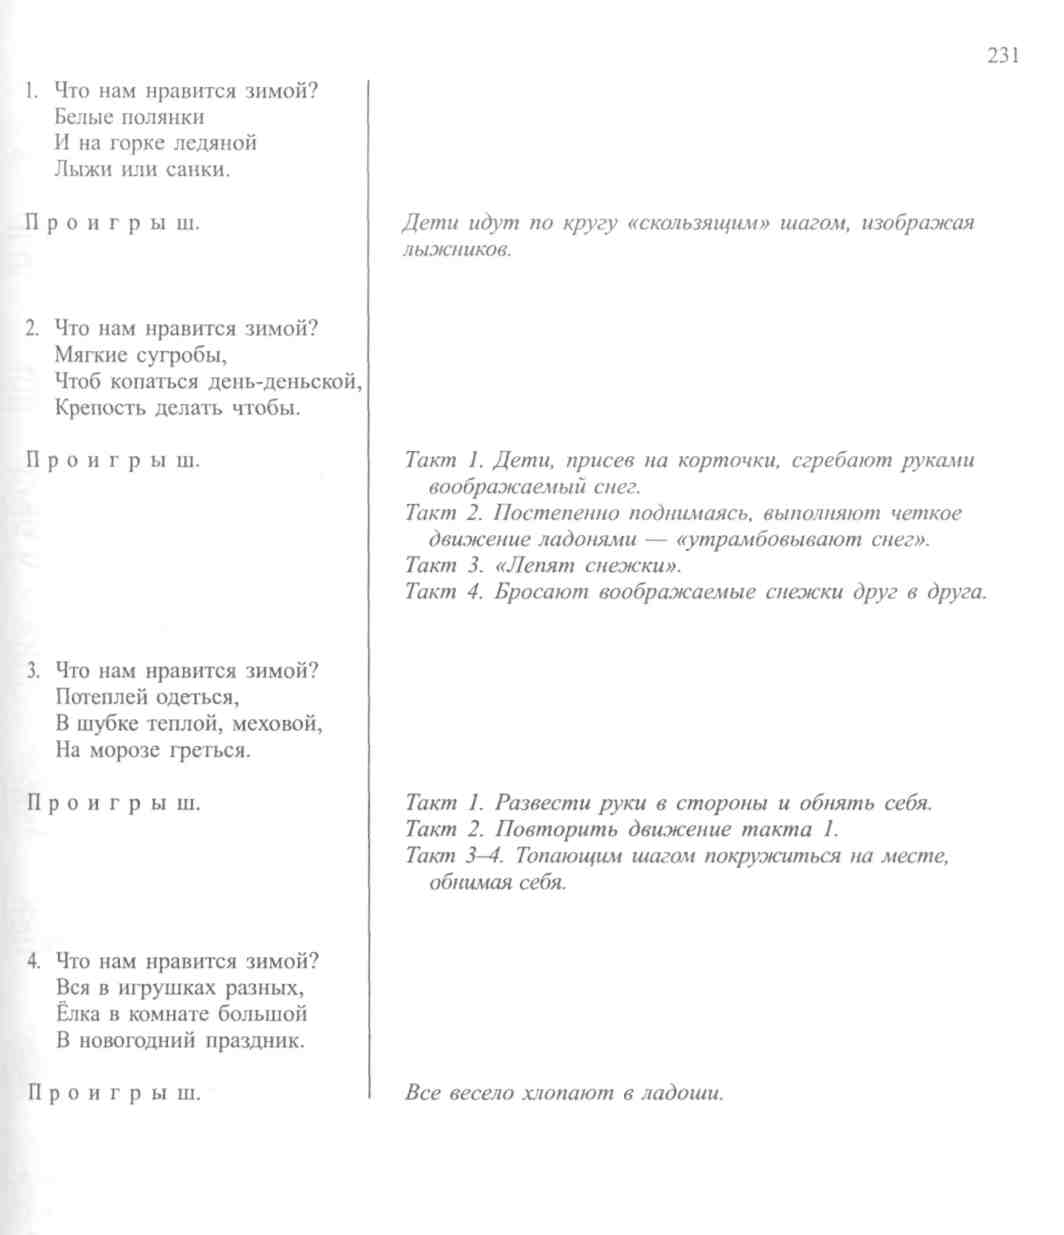 231
1. Что нам нравится зимой?
Белые полянки
И на горке ледяной
Лыжи или санки.
Проигрыш.
Дети идут по кругу «скользящим» шагом, изображая
лыжников.
2. Что нам нравится зимой?
Мягкие сугробы,
Чтоб копаться день-деньской,
Крепость делать чтобы.
Проигрыш.
Такт 1. Дети, присев на корточки, сгребают руками
воображаемый снег.
Такт 2. Постепенно поднимаясь, выполняют четкое
движение ладонями — «утрамбовывают снег».
Такт 3. «Лепят снежки».
Такт 4. Бросают воображаемые снежки друг в друга.
3. Что нам нравится зимой?
Потеплей одеться,
В шубке теплой, меховой,
На морозе греться.
Проигрыш.
Такт 1. Развести руки в стороны и обнять себя.
Такт 2. Повторить движение такта 1.
Такт 3–4. Топающим шагом покружиться на месте,
обнимая себя.
4. Что нам нравится зимой?
Вся в игрушках разных,
Ёлка в комнате большой
В новогодний праздник.
Проигрыш.
Все весело хлопают в ладоши.